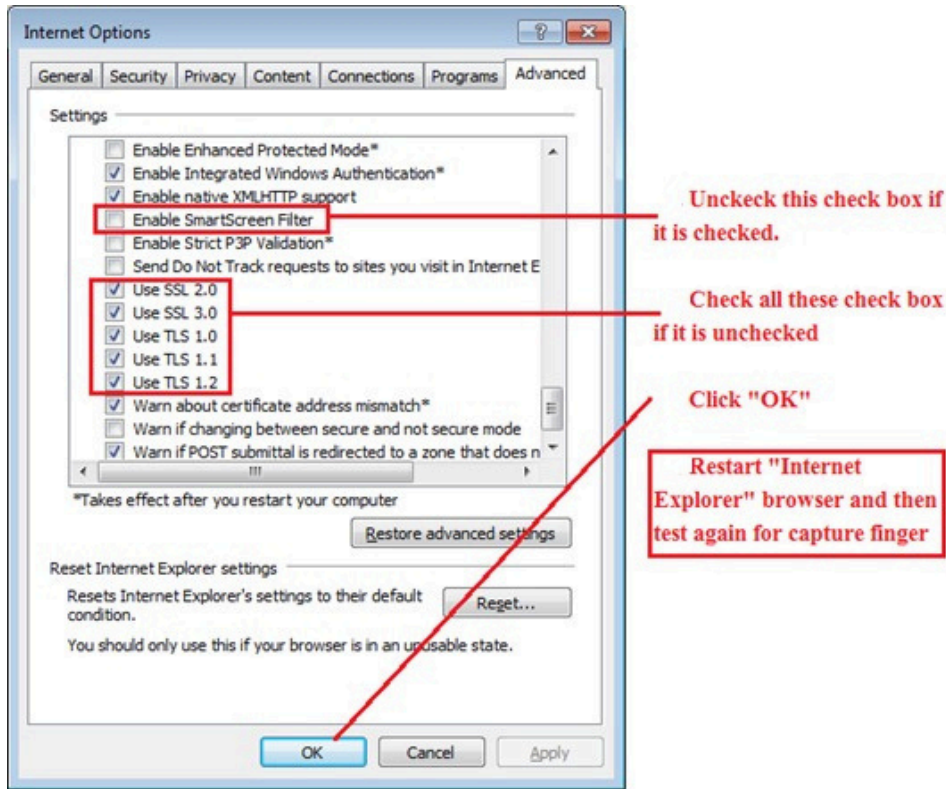 Internet Options
General Security Privacy Content Connections Programs Advanced
Settings
Enable Enhanced Protected Mode*
Enable Integrated Windows Authentication*
Enable native XMLHTTP support
Enable SmartScreen Filter
Enable Strict P3P Validation*
Send Do Not Track requests to sites you visit in Internet E
Use SSL 2.0
Use SSL 3.0
Use TLS 1.0
Use TLS 1.1
Use TLS 1.2
Warn about certificate address mismatch*
Warn if changing between secure and not secure mode
Warn if POST submittal is redirected to a zone that does n
*Takes effect after you restart your computer
Restore advanced settings
Reset Internet Explorer settings
Resets Internet Explorer's settings to their default
condition.
Reset...
You should only use this if your browser is in an unusable state.
OK Cancel Apply
Unckeck this check box if
it is checked.
Check all these check box
if it is unchecked
Click "OK"
Restart "Internet
Explorer" browser and then
test again for capture finger